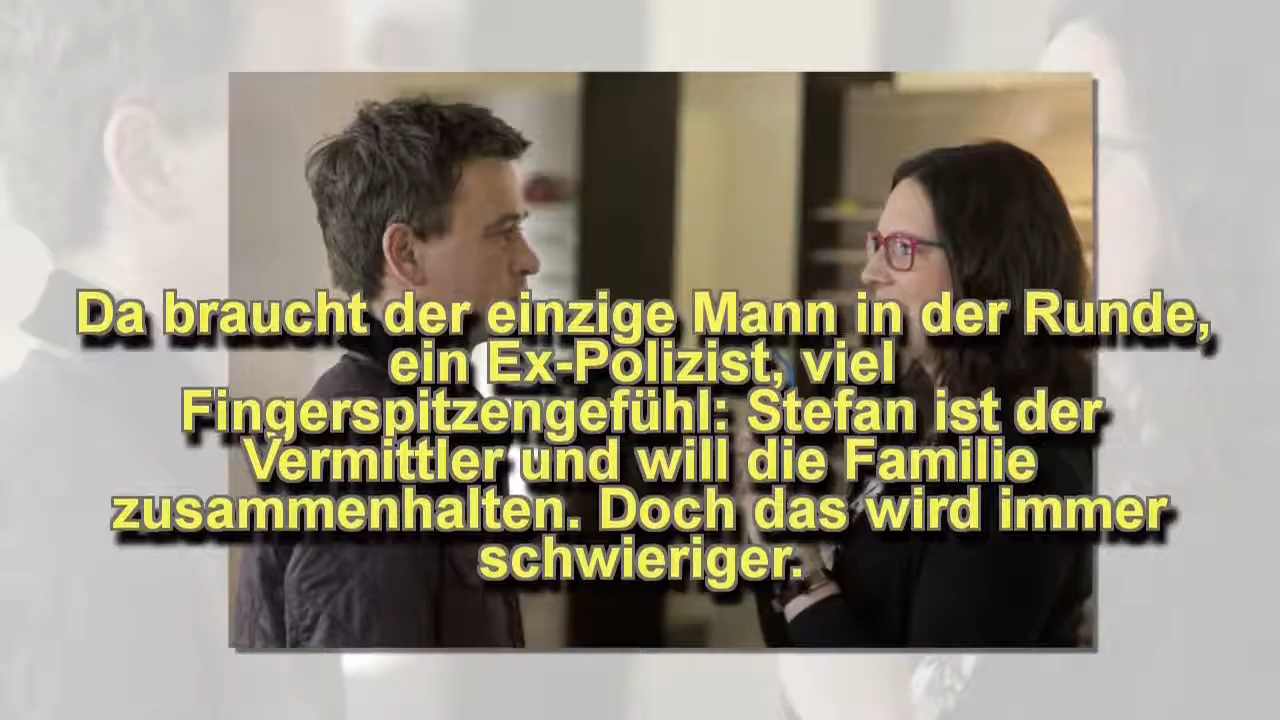 Da braucht der einzige Mann in der Runde,
ein Ex-Polizist, viel
Fingerspitzengefühl: Stefan ist der
Vermittler und will die Familie
zusammenhalten. Doch das wird immer
schwieriger.